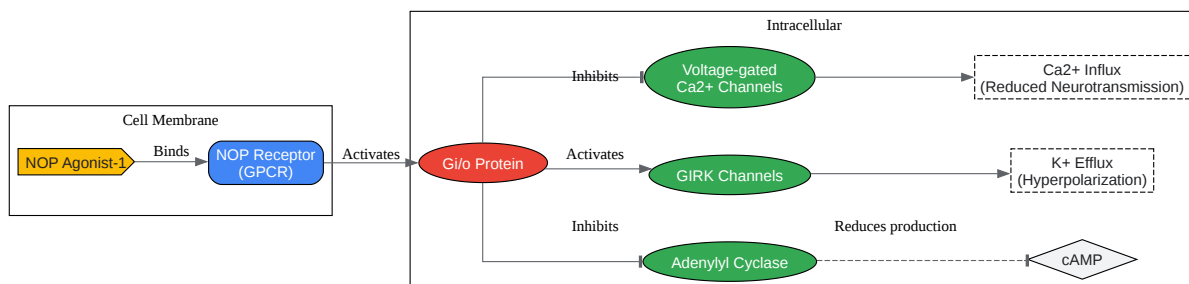 Intracellular
Voltage-gated
Ca2+ Channels
Inhibits
Ca2+ Influx
(Reduced Neurotransmission)
Cell Membrane
NOP Agonist-1
Binds
NOP Receptor
(GPCR)
Activates
Gi/o Protein
Activates
GIRK Channels
K+ Efflux
(Hyperpolarization)
Inhibits
Adenylyl Cyclase
Reduces production
cAMP